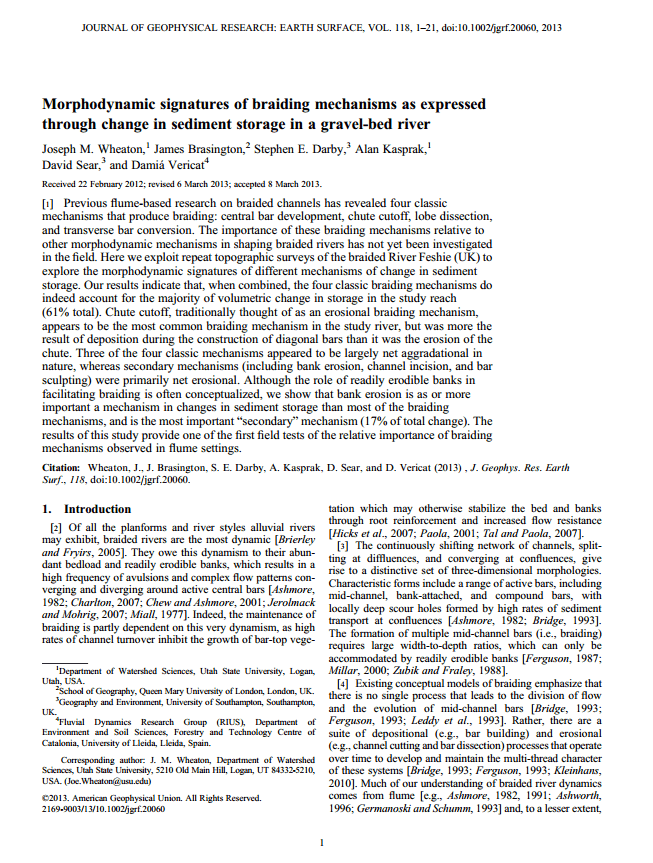 JOURNAL OF GEOPHYSICAL RESEARCH: EARTH SURFACE, VOL. 118, 1–21, doi:10.1002/jgrf.20060, 2013
Morphodynamic signatures of braiding mechanisms as expressed
through change in sediment storage in a gravel-bed river
Joseph M. Wheaton,1 James Brasington,2 Stephen E. Darby,3 Alan Kasprak,1
David Sear,3 and Damiá Vericat4
Received 22 February 2012; revised 6 March 2013; accepted 8 March 2013.
[1] Previous flume-based research on braided channels has revealed four classic
mechanisms that produce braiding: central bar development, chute cutoff, lobe dissection,
and transverse bar conversion. The importance of these braiding mechanisms relative to
other morphodynamic mechanisms in shaping braided rivers has not yet been investigated
in the field. Here we exploit repeat topographic surveys of the braided River Feshie (UK) to
explore the morphodynamic signatures of different mechanisms of change in sediment
storage. Our results indicate that, when combined, the four classic braiding mechanisms do
indeed account for the majority of volumetric change in storage in the study reach
(61% total). Chute cutoff, traditionally thought of as an erosional braiding mechanism,
appears to be the most common braiding mechanism in the study river, but was more the
result of deposition during the construction of diagonal bars than it was the erosion of the
chute. Three of the four classic mechanisms appeared to be largely net aggradational in
nature, whereas secondary mechanisms (including bank erosion, channel incision, and bar
sculpting) were primarily net erosional. Although the role of readily erodible banks in
facilitating braiding is often conceptualized, we show that bank erosion is as or more
important a mechanism in changes in sediment storage than most of the braiding
mechanisms, and is the most important “secondary” mechanism (17% of total change). The
results of this study provide one of the first field tests of the relative importance of braiding
mechanisms observed in flume settings.
Citation: Wheaton, J., J. Brasington, S. E. Darby, A. Kasprak, D. Sear, and D. Vericat (2013) , J. Geophys. Res. Earth
Surf., 118, doi:10.1002/jgrf.20060.
1. Introduction
[2] Of all the planforms and river styles alluvial rivers
may exhibit, braided rivers are the most dynamic [Brierley
and Fryirs, 2005]. They owe this dynamism to their abun-
dant bedload and readily erodible banks, which results in a
high frequency of avulsions and complex flow patterns con-
verging and diverging around active central bars [Ashmore,
1982; Charlton, 2007; Chew and Ashmore, 2001; Jerolmack
and Mohrig, 2007; Miall, 1977]. Indeed, the maintenance of
braiding is partly dependent on this very dynamism, as high
rates of channel turnover inhibit the growth of bar-top vege-
1Department of Watershed Sciences, Utah State University, Logan,
Utah, USA.
2School of Geography, Queen Mary University of London, London, UK.
3Geography and Environment, University of Southampton, Southampton,
UK.
4Fluvial Dynamics Research Group (RIUS), Department of
Environment and Soil Sciences, Forestry and Technology Centre of
Catalonia, University of Lleida, Lleida, Spain.
Corresponding author: J. M. Wheaton, Department of Watershed
Sciences, Utah State University, 5210 Old Main Hill, Logan, UT 84332-5210,
USA. (Joe.Wheaton@usu.edu)
©2013. American Geophysical Union. All Rights Reserved.
2169-9003/13/10.1002/jgrf.20060
tation which may otherwise stabilize the bed and banks
through root reinforcement and increased flow resistance
[Hicks et al., 2007; Paola, 2001; Tal and Paola, 2007].
[3] The continuously shifting network of channels, split-
ting at diffluences, and converging at confluences, give
rise to a distinctive set of three-dimensional morphologies.
Characteristic forms include a range of active bars, including
mid-channel, bank-attached, and compound bars, with
locally deep scour holes formed by high rates of sediment
transport at confluences [Ashmore, 1982; Bridge, 1993].
The formation of multiple mid-channel bars (i.e., braiding)
requires large width-to-depth ratios, which can only be
accommodated by readily erodible banks [Ferguson, 1987;
Millar, 2000; Zubik and Fraley, 1988].
[4] Existing conceptual models of braiding emphasize that
there is no single process that leads to the division of flow
and the evolution of mid-channel bars [Bridge, 1993;
Ferguson, 1993; Leddy et al., 1993]. Rather, there are a
suite of depositional (e.g., bar building) and erosional
(e.g., channel cutting and bar dissection) processes that operate
over time to develop and maintain the multi-thread character
of these systems [Bridge, 1993; Ferguson, 1993; Kleinhans,
2010]. Much of our understanding of braided river dynamics
comes from flume [e.g., Ashmore, 1982, 1991; Ashworth,
1996; Germanoski and Schumm, 1993] and, to a lesser extent,
1